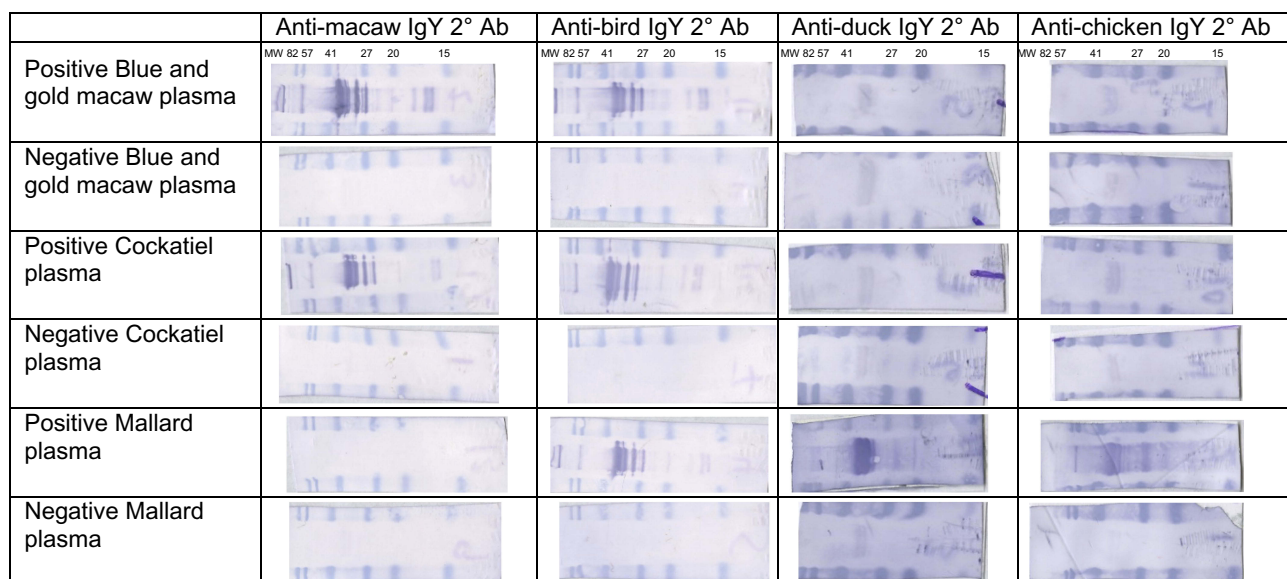 Anti-macaw IgY 2° Ab
Anti-bird IgY 2° Ab
Anti-duck IgY 2° Ab
Anti-chicken IgY 2° Ab
Positive Blue and
gold macaw plasma
MW 82 57 41 27 20 15
MW 82 57 41 27 20 15
MW 82 57 41 27 20 15
MW 82 57 41 27 20 15
Negative Blue and
gold macaw plasma
Positive Cockatiel
plasma
Negative Cockatiel
plasma
Positive Mallard
plasma
Negative Mallard
plasma